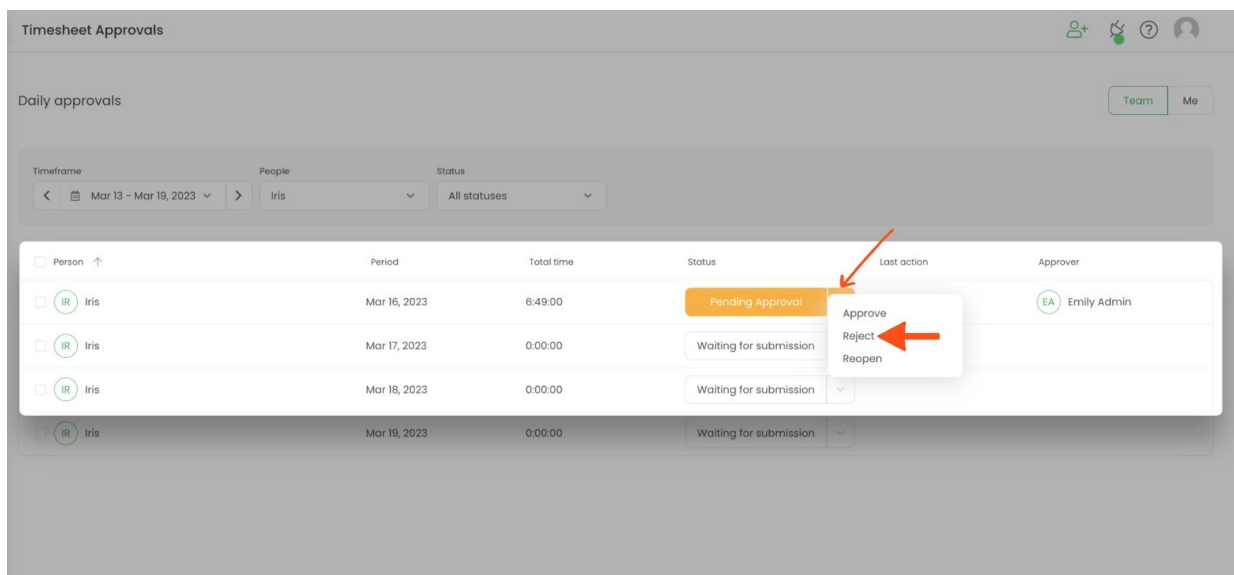 Timesheet Approvals
Daily approvals
Team Me
Timeframe People Status
Mar 13 - Mar 19, 2023 Iris All statuses
Person Period Total time Status Last action Approver
IR Iris Mar 16, 2023 6:49:00 Pending Approval EA Emily Admin
Approve
Reject
Reopen
IR Iris Mar 17, 2023 0:00:00 Waiting for submission
IR Iris Mar 18, 2023 0:00:00 Waiting for submission
IR Iris Mar 19, 2023 0:00:00 Waiting for submission